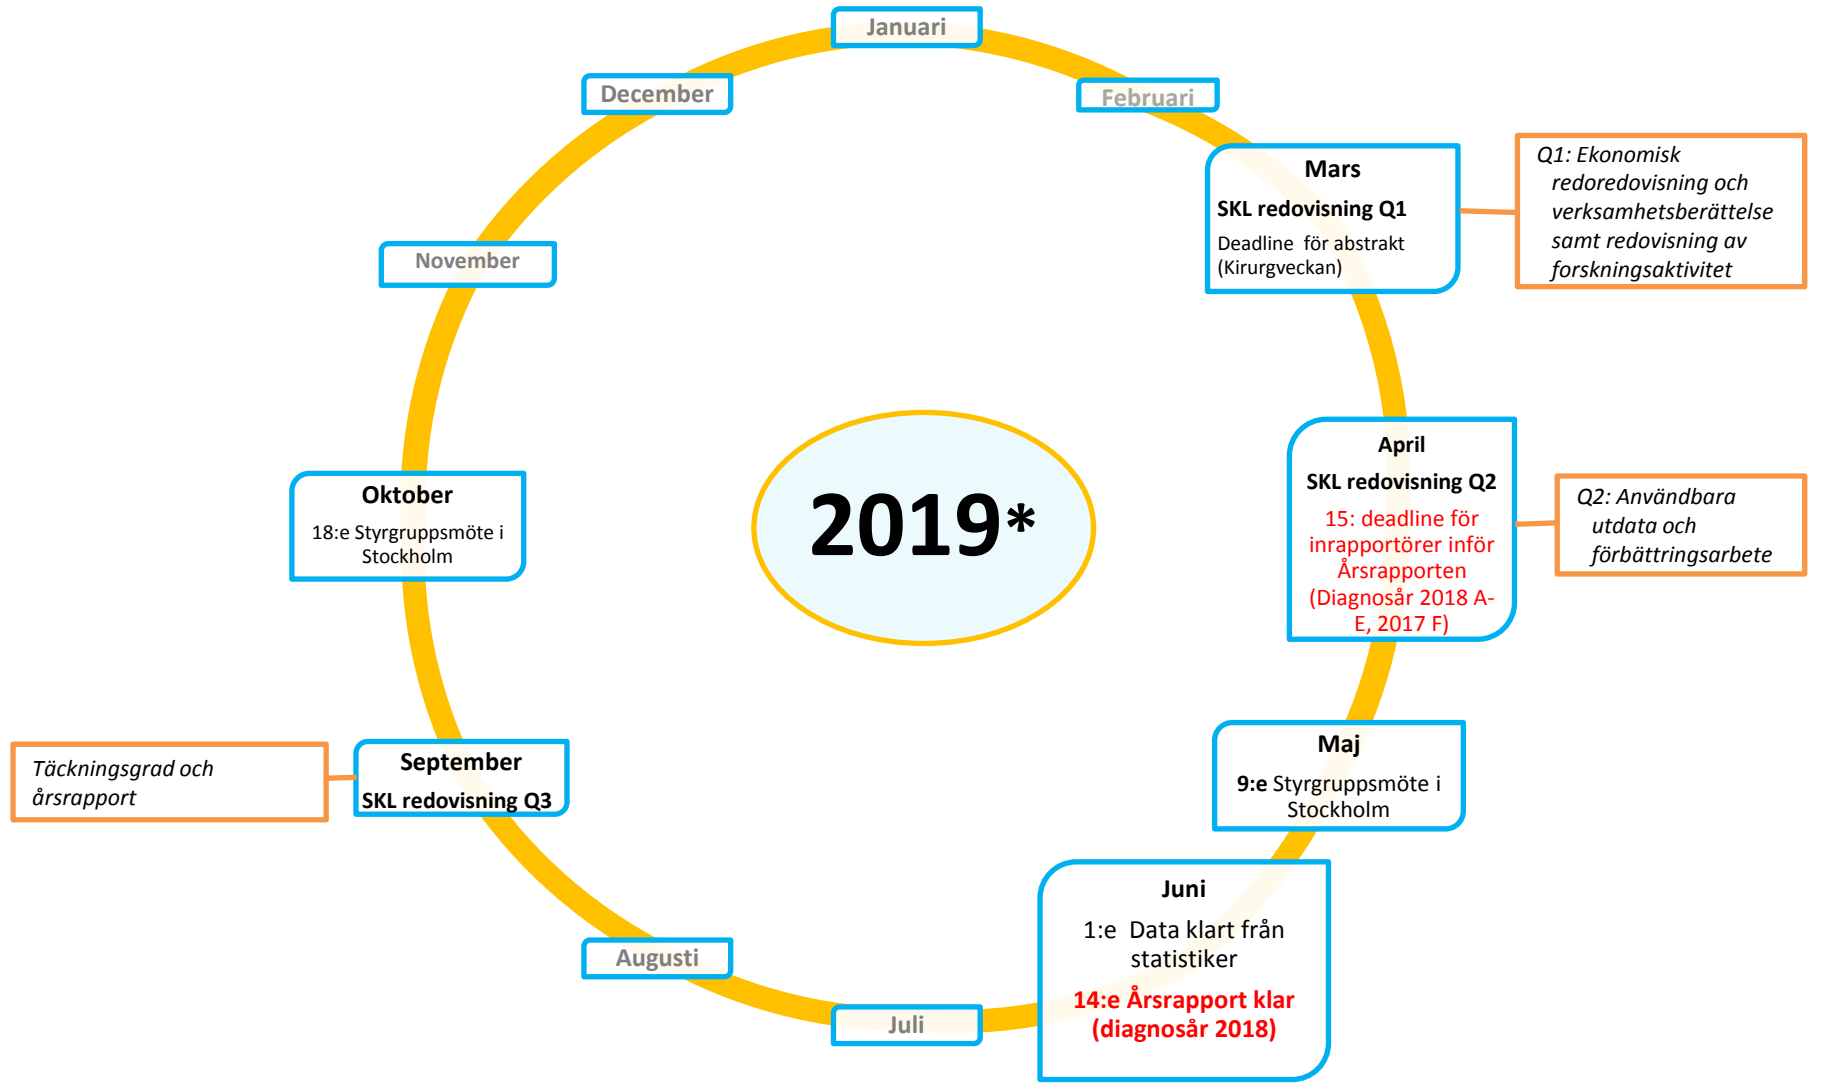 Januari
Februari
Mars
SKL redovisning Q1
Deadline för abstrakt
(Kirurgveckan)
Q1: Ekonomisk
redoredovisning och
verksamhetsberättelse
samt redovisning av
forskningsaktivitet
April
SKL redovisning Q2
15: deadline för
inrapportörer inför
Årsrapporten
(Diagnosår 2018 A-
E, 2017 F)
Q2: Användbara
utdata och
förbättringsarbete
Maj
9:e Styrgruppsmöte i
Stockholm
Juni
1:e Data klart från
statistiker
14:e Årsrapport klar
(diagnosår 2018)
Juli
Augusti
September
SKL redovisning Q3
Täckningsgrad och
årsrapport
Oktober
18:e Styrgruppsmöte i
Stockholm
November
December
2019*